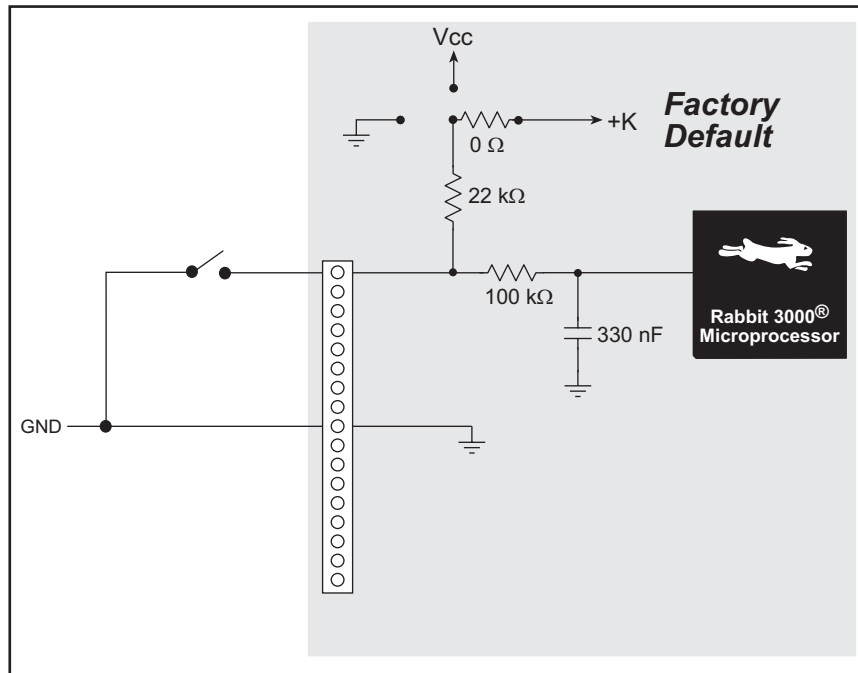 Vcc
+K
Factory
Default
0 Ω
22 kΩ
100 kΩ
330 nF
Rabbit 3000®
Microprocessor
GND